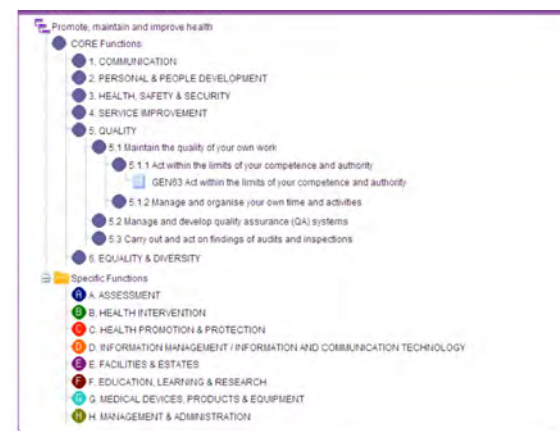 Promote, maintain and improve health
CORE Functions
1. COMMUNICATION
2. PERSONAL & PEOPLE DEVELOPMENT
3. HEALTH, SAFETY & SECURITY
4. SERVICE IMPROVEMENT
5. QUALITY
5.1 Maintain the quality of your own work
5.1.1 Act within the limits of your competence and authority
GEN63 Act within the limits of your competence and authority
5.1.2 Manage and organise your own time and activities
5.2 Manage and develop quality assurance (QA) systems
5.3 Carry out and act on findings of audits and inspections
6. EQUALITY & DIVERSITY
Specific Functions
A A. ASSESSMENT
B B. HEALTH INTERVENTION
C C. HEALTH PROMOTION & PROTECTION
D D. INFORMATION MANAGEMENT / INFORMATION AND COMMUNICATION TECHNOLOGY
E E. FACILITIES & ESTATES
F F. EDUCATION, LEARNING & RESEARCH
G G. MEDICAL DEVICES, PRODUCTS & EQUIPMENT
H H. MANAGEMENT & ADMINISTRATION